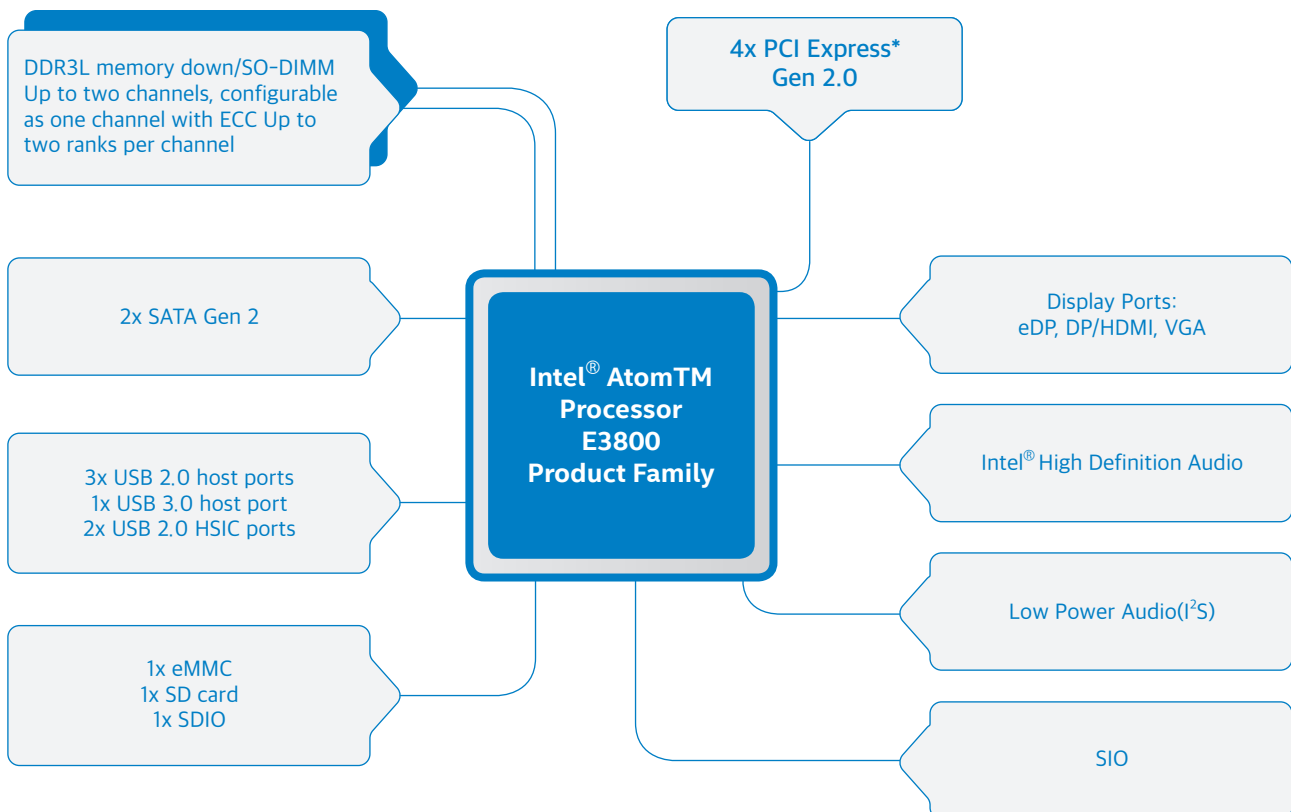 DDR3L memory down/SO-DIMM
Up to two channels, configurable
as one channel with ECC Up to
two ranks per channel
4x PCI Express*
Gen 2.0
2x SATA Gen 2
Display Ports:
eDP, DP/HDMI, VGA
Intel® AtomTM
Processor
E3800
Product Family
3x USB 2.0 host ports
1x USB 3.0 host port
2x USB 2.0 HSIC ports
Intel® High Definition Audio
1x eMMC
1x SD card
1x SDIO
Low Power Audio(I²S)
SIO